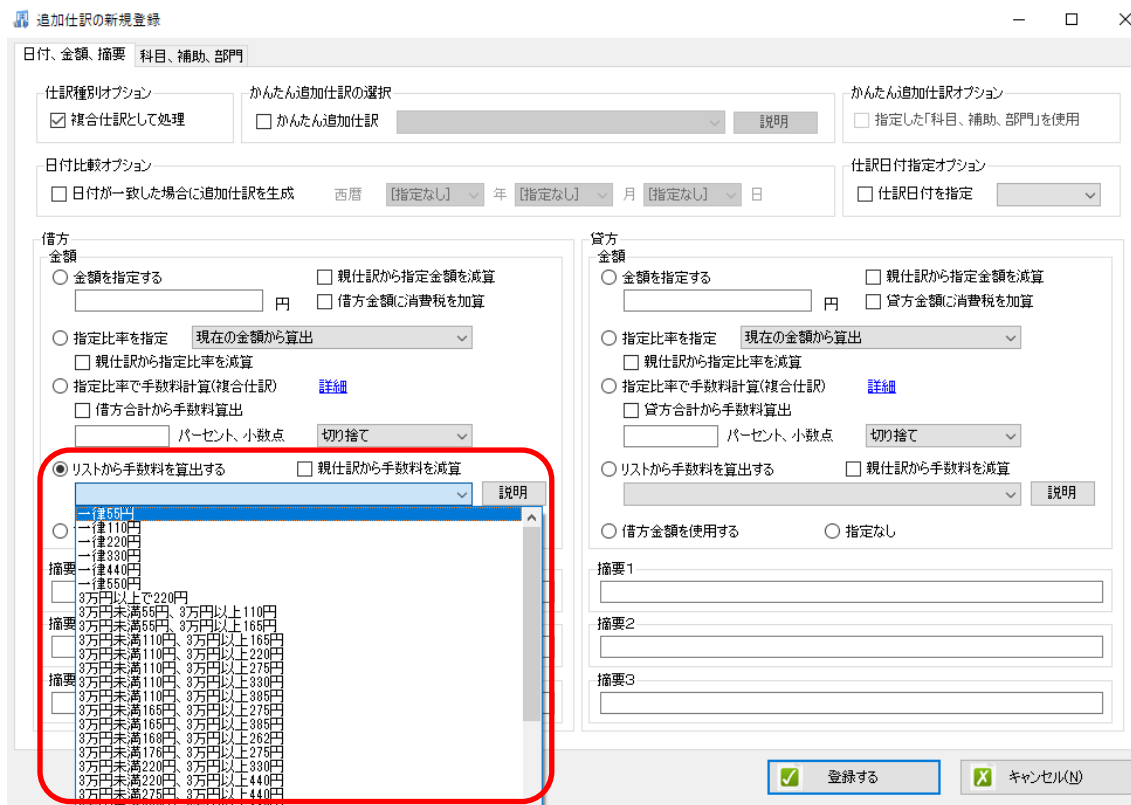 追加仕訳の新規登録
日付、金額、摘要 科目、補助、部門
仕訳種別オプション かんたん追加仕訳の選択 かんたん追加仕訳オプション
複合仕訳として処理 かんたん追加仕訳 説明 指定した「科目、補助、部門」を使用
日付比較オプション 仕訳日付指定オプション
日付が一致した場合に追加仕訳を生成 西暦 [指定なし] 年 [指定なし] 月 [指定なし] 日 仕訳日付を指定
借方
金額
金額を指定する 親仕訳から指定金額を減算
円 借方金額に消費税を加算
指定比率を指定 現在の金額から算出
親仕訳から指定比率を減算
指定比率で手数料計算(複合仕訳) 詳細
借方合計から手数料算出
パーセント、小数点 切り捨て
リストから手数料を算出する 親仕訳から手数料を減算
説明
一律55円
一律110円
一律220円
一律330円
一律440円
一律550円
3万円以上で220円
3万円未満55円、3万円以上110円
3万円未満55円、3万円以上165円
3万円未満110円、3万円以上165円
3万円未満110円、3万円以上220円
3万円未満110円、3万円以上275円
3万円未満110円、3万円以上330円
3万円未満110円、3万円以上385円
3万円未満165円、3万円以上275円
3万円未満165円、3万円以上385円
3万円未満168円、3万円以上262円
3万円未満176円、3万円以上275円
3万円未満220円、3万円以上330円
3万円未満220円、3万円以上440円
3万円未満275円、3万円以上440円
摘要
摘要
摘要
貸方
金額
金額を指定する 親仕訳から指定金額を減算
円 貸方金額に消費税を加算
指定比率を指定 現在の金額から算出
親仕訳から指定比率を減算
指定比率で手数料計算(複合仕訳) 詳細
貸方合計から手数料算出
パーセント、小数点 切り捨て
リストから手数料を算出する 親仕訳から手数料を減算
説明
借方金額を使用する 指定なし
摘要1
摘要2
摘要3
登録する キャンセル(N)